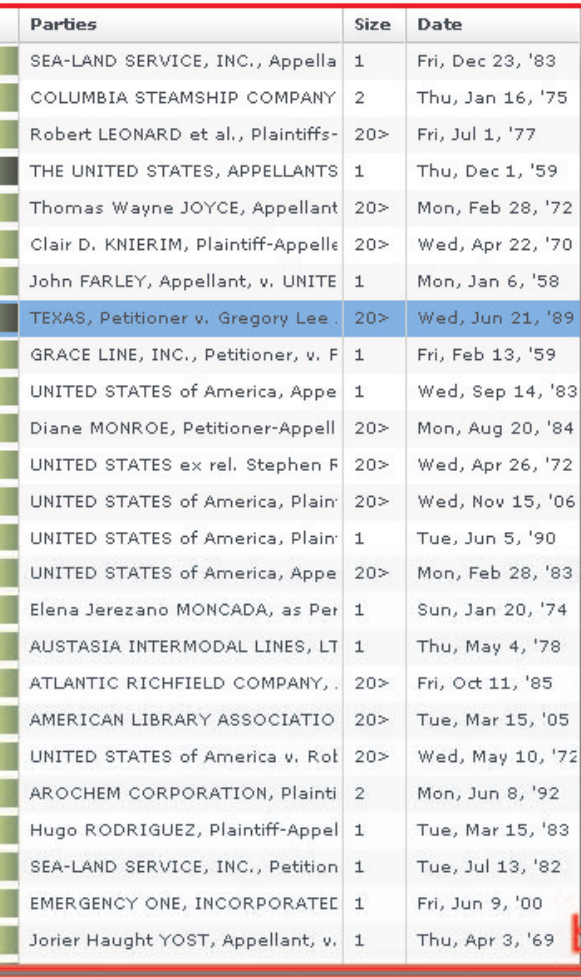 Parties Size Date
SEA-LAND SERVICE, INC., Appella 1 Fri, Dec 23, '83
COLUMBIA STEAMSHIP COMPANY 2 Thu, Jan 16, '75
Robert LEONARD et al., Plaintiffs- 20> Fri, Jul 1, '77
THE UNITED STATES, APPELLANTS 1 Thu, Dec 1, '59
Thomas Wayne JOYCE, Appellant 20> Mon, Feb 28, '72
Clair D. KNIERIM, Plaintiff-Appelle 20> Wed, Apr 22, '70
John FARLEY, Appellant, v. UNITE 1 Mon, Jan 6, '58
TEXAS, Petitioner v. Gregory Lee . 20> Wed, Jun 21, '89
GRACE LINE, INC., Petitioner, v. F 1 Fri, Feb 13, '59
UNITED STATES of America, Appe 1 Wed, Sep 14, '83
Diane MONROE, Petitioner-Appell 20> Mon, Aug 20, '84
UNITED STATES ex rel. Stephen R 20> Wed, Apr 26, '72
UNITED STATES of America, Plain 20> Wed, Nov 15, '06
UNITED STATES of America, Plain 1 Tue, Jun 5, '90
UNITED STATES of America, Appe 20> Mon, Feb 28, '83
Elena Jerezano MONCADA, as Per 1 Sun, Jan 20, '74
AUSTASIA INTERMODAL LINES, LT 1 Thu, May 4, '78
ATLANTIC RICHFIELD COMPANY, . 20> Fri, Oct 11, '85
AMERICAN LIBRARY ASSOCIATIO 20> Tue, Mar 15, '05
UNITED STATES of America v. Rob 20> Wed, May 10, '72
AROCHEM CORPORATION, Plainti 2 Mon, Jun 8, '92
Hugo RODRIGUEZ, Plaintiff-Appel 1 Tue, Mar 15, '83
SEA-LAND SERVICE, INC., Petition 1 Tue, Jul 13, '82
EMERGENCY ONE, INCORPORATED 1 Fri, Jun 9, '00
Jorier Haught YOST, Appellant, v. 1 Thu, Apr 3, '69